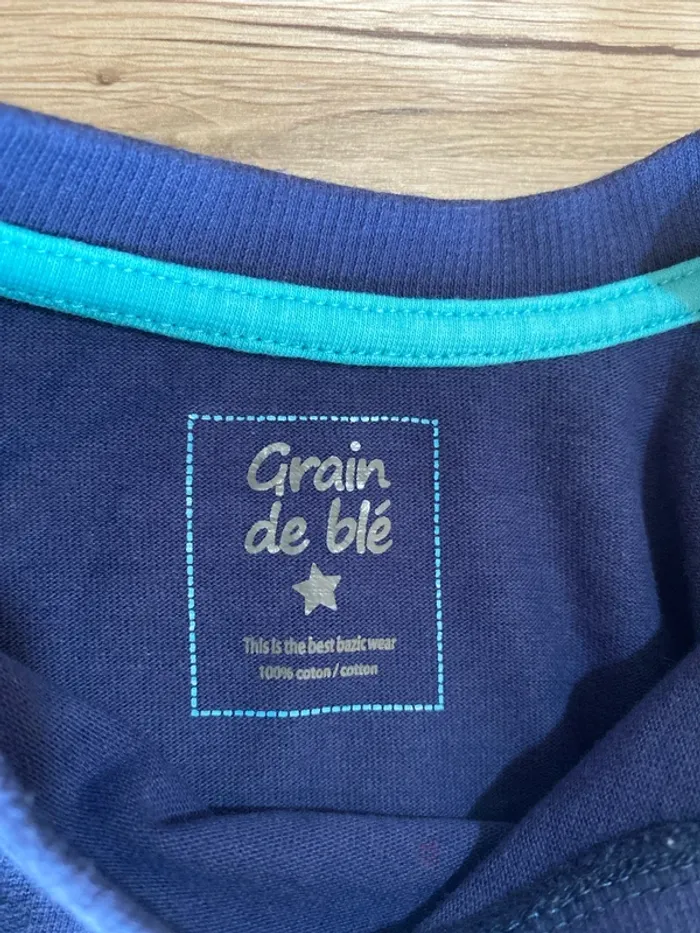 Grain
de blé
This is the best bazic wear
100% coton / cotton